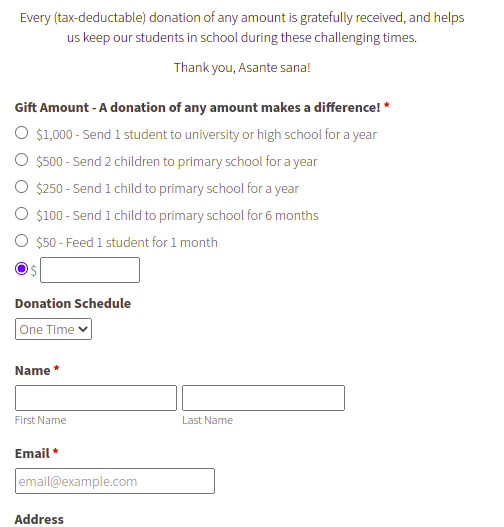 Every (tax-deductable) donation of any amount is gratefully received, and helps
us keep our students in school during these challenging times.
Thank you, Asante sana!
Gift Amount - A donation of any amount makes a difference! *
$1,000 - Send 1 student to university or high school for a year
$500 - Send 2 children to primary school for a year
$250 - Send 1 child to primary school for a year
$100 - Send 1 child to primary school for 6 months
$50 - Feed 1 student for 1 month
$
Donation Schedule
One Time
Name *
First Name Last Name
Email *
email@example.com
Address